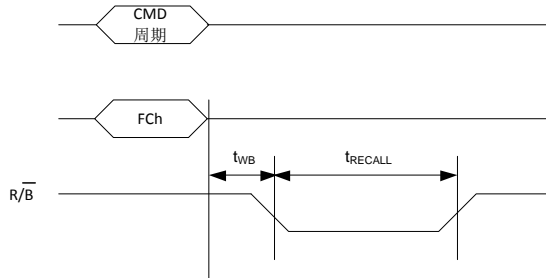 CMD
周期
FCh
tWB
tRECALL
R/B̅